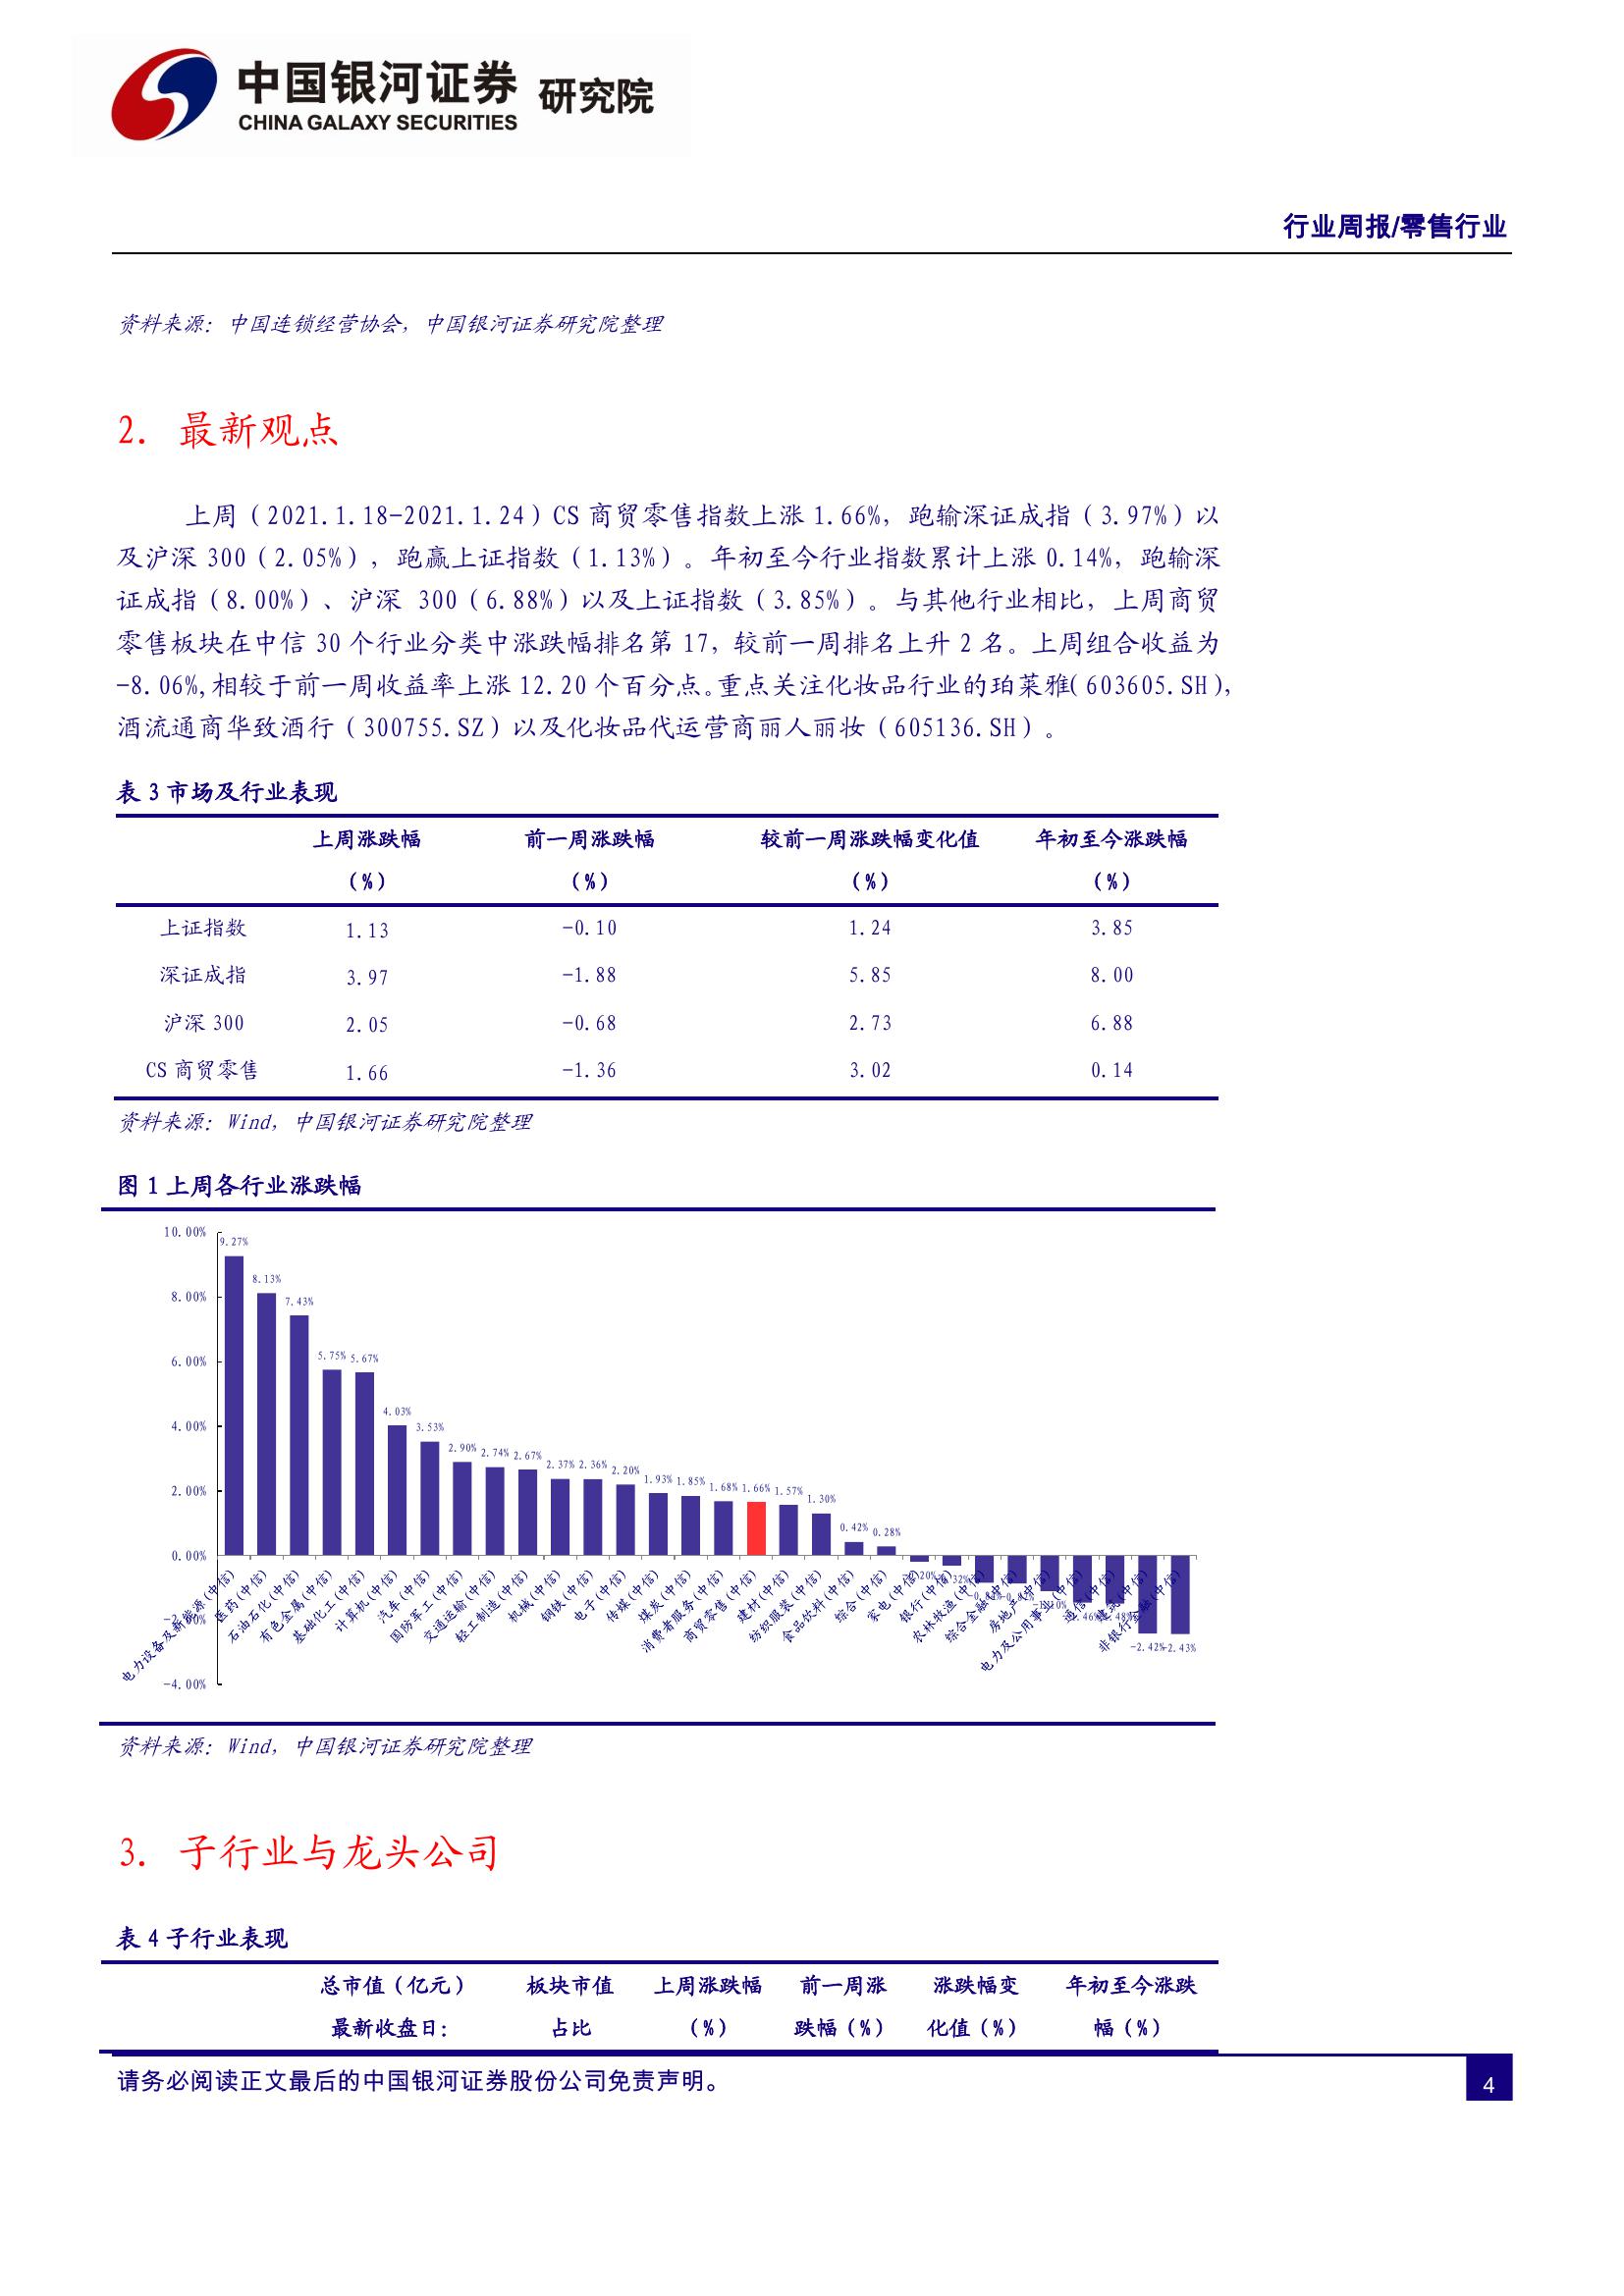 中国银河证券 研究院
CHINA GALAXY SECURITIES
行业周报/零售行业
资料来源：中国连锁经营协会，中国银河证券研究院整理
2. 最新观点
上周（2021.1.18-2021.1.24）CS 商贸零售指数上涨 1.66%，跑输深证成指（3.97%）以
及沪深 300（2.05%），跑赢上证指数（1.13%）。年初至今行业指数累计上涨 0.14%，跑输深
证成指（8.00%）、沪深 300（6.88%）以及上证指数（3.85%）。与其他行业相比，上周商贸
零售板块在中信 30 个行业分类中涨跌幅排名第 17，较前一周排名上升 2 名。上周组合收益为
-8.06%,相较于前一周收益率上涨 12.20 个百分点。重点关注化妆品行业的珀莱雅（603605.SH），
酒流通商华致酒行（300755.SZ）以及化妆品代运营商丽人丽妆（605136.SH）。
表 3 市场及行业表现
上周涨跌幅 前一周涨跌幅 较前一周涨跌幅变化值 年初至今涨跌幅
（%） （%） （%） （%）
上证指数 1.13 -0.10 1.24 3.85
深证成指 3.97 -1.88 5.85 8.00
沪深 300 2.05 -0.68 2.73 6.88
CS 商贸零售 1.66 -1.36 3.02 0.14
资料来源：Wind，中国银河证券研究院整理
图 1 上周各行业涨跌幅
10.00%
8.00%
6.00%
4.00%
2.00%
0.00%
-2.00%
-4.00%
9.27% 8.13% 7.43% 5.75% 5.67% 4.03% 3.53% 2.90% 2.74% 2.67% 2.37% 2.36% 2.20% 1.93% 1.85% 1.68% 1.66% 1.57% 1.30% 0.42% 0.28% -1.10% -2.42% -2.43%
电力设备及新能源(中信)
医药(中信)
石油石化(中信)
有色金属(中信)
基础化工(中信)
计算机(中信)
汽车(中信)
国防军工(中信)
交通运输(中信)
轻工制造(中信)
机械(中信)
钢铁(中信)
电子(中信)
传媒(中信)
煤炭(中信)
消费者服务(中信)
商贸零售(中信)
建材(中信)
纺织服装(中信)
食品饮料(中信)
综合(中信)
家电(中信)
银行(中信)
农林牧渔(中信)
综合金融(中信)
房地产(中信)
电力及公用事业(中信)
通信(中信)
建筑(中信)
非银行金融(中信)
资料来源：Wind，中国银河证券研究院整理
3. 子行业与龙头公司
表 4 子行业表现
总市值（亿元） 板块市值 上周涨跌幅 前一周涨 涨跌幅变 年初至今涨跌
最新收盘日： 占比 （%） 跌幅（%） 化值（%） 幅（%）
请务必阅读正文最后的中国银河证券股份公司免责声明。
4